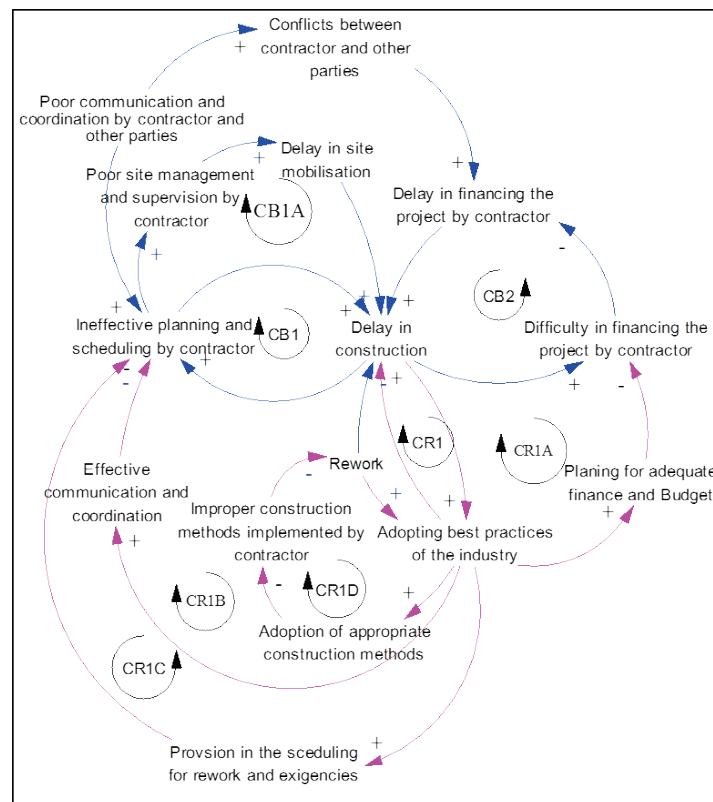 Conflicts between
contractor and other
parties
+
Poor communication and
coordination by contractor and
other parties
+
Delay in site
mobilisation
Poor site management
and supervision by
contractor
+
Delay in financing the
project by contractor
CB1A
+
-
CB2
+
+
+
+
Ineffective planning and
scheduling by contractor
+
CB1
Delay in
construction
Difficulty in financing the
project by contractor
-
-
-
+
+
-
CR1
CR1A
Effective
communication and
coordination
Rework
-
Planing for adequate
finance and Budget
+
+
+
Improper construction
methods implemented by
contractor
Adopting best practices
of the industry
+
-
CR1B
CR1D
+
Adoption of appropriate
construction methods
CR1C
+
Provsion in the sceduling
for rework and exigencies